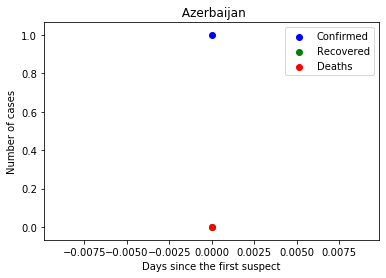 Azerbaijan
Confirmed
Recovered
Deaths
Number of cases
1.0
0.8
0.6
0.4
0.2
0.0
−0.0075 −0.0050 −0.0025 0.0000 0.0025 0.0050 0.0075
Days since the first suspect